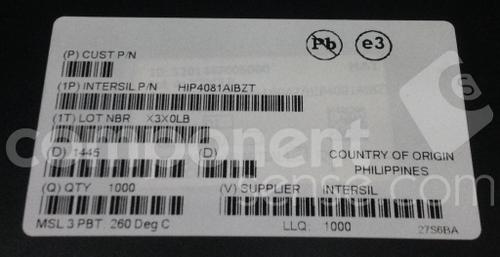 Pb e3
(P) CUST P/N
(1P) INTERSIL P/N HIP4081AIBZT
(1T) LOT NBR X3X0LB
(D) 1445 (D)
COUNTRY OF ORIGIN
PHILIPPINES
(Q) QTY 1000 (V) SUPPLIER INTERSIL
MSL 3 PBT: 260 Deg C LLQ: 1000 27S6BA
component
sense.com